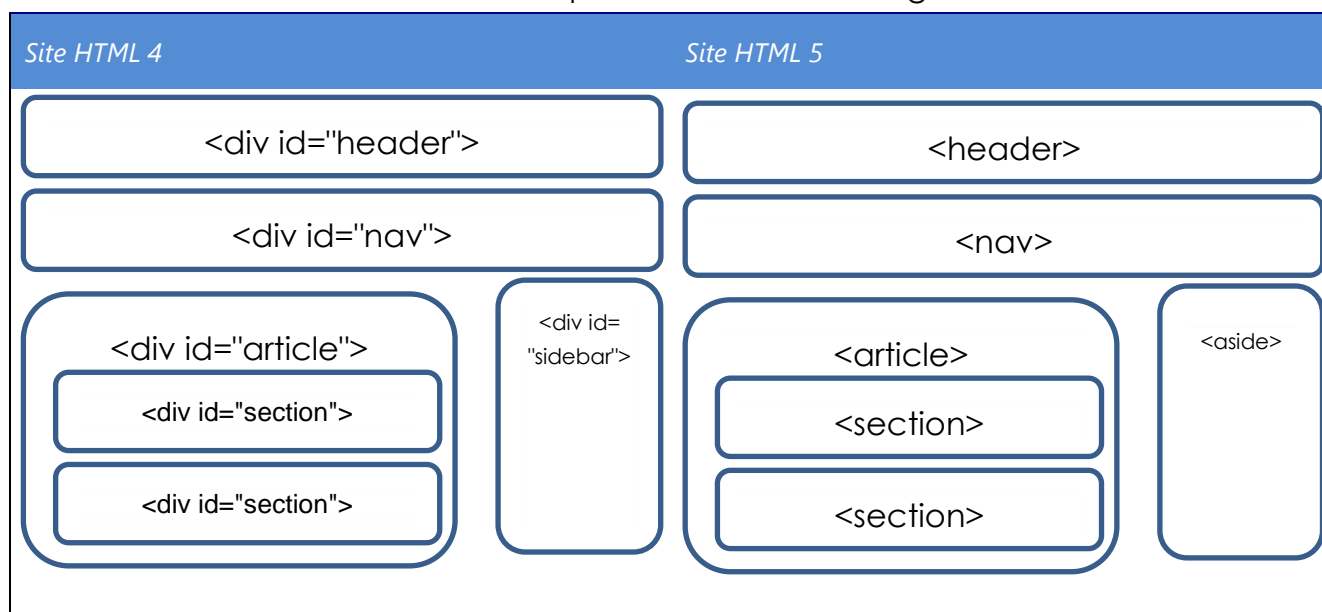 Site HTML 4
<div id="header">
<div id="nav">
<div id="article">
<div id="section">
<div id="section">
<div id=
"sidebar">
Site HTML 5
<header>
<nav>
<article>
<section>
<section>
<aside>